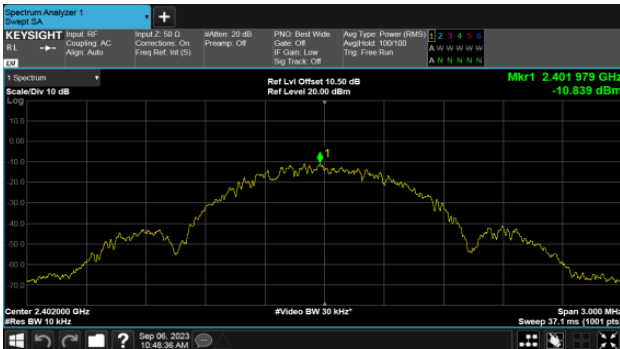 Spectrum Analyzer 1
Swept SA
KEYSIGHT
RL
Input: RF
Coupling: AC
Align: Auto
Input Z: 50 Ω
Corrections: On
Freq Ref: Int (S)
#Atten: 20 dB
Preamp: Off
PNO: Best Wide
Gate: Off
IF Gain: Low
Sig Track: Off
Avg Type: Power (RMS)
Avg|Hold: 100/100
Trig: Free Run
1 2 3 4 5 6
A W W W W W
A N N N N N
LXI
1 Spectrum
Scale/Div 10 dB
Ref Lvl Offset 10.50 dB
Ref Level 20.00 dBm
Mkr1 2.401 979 GHz
-10.839 dBm
Log
10.0
0.00
-10.0
-20.0
-30.0
-40.0
-50.0
-60.0
-70.0
1
Center 2.402000 GHz
#Res BW 10 kHz
#Video BW 30 kHz*
Span 3.000 MHz
Sweep 37.1 ms (1001 pts)
?
Sep 06, 2023
10:48:36 AM